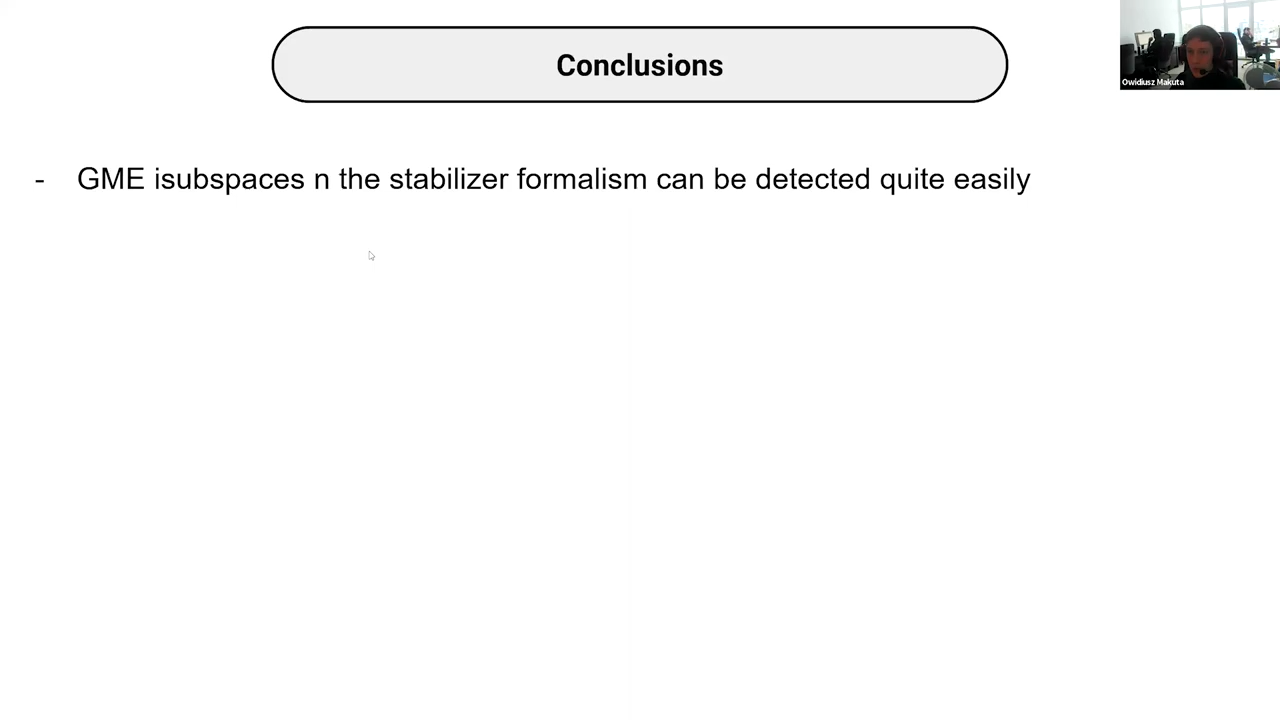 Conclusions
Owidiusz Makuta
- GME isubspaces n the stabilizer formalism can be detected quite easily